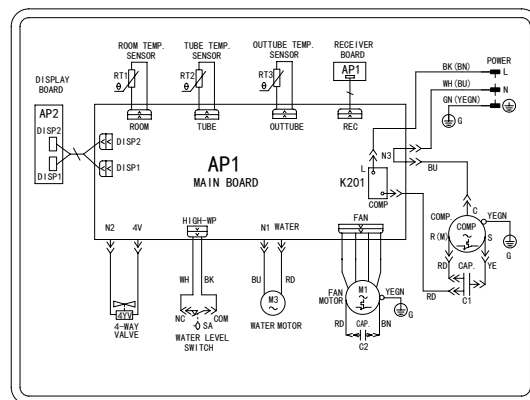 ROOM TEMP. SENSOR
TUBE TEMP. SENSOR
OUTTUBE TEMP. SENSOR
RECEIVER BOARD
RT1
θ
RT2
θ
RT3
θ
AP1
ROOM
TUBE
OUTTUBE
REC
BK(BN)
POWER
L
WH(BU)
N
GN(YEGN)
G
DISPLAY BOARD
AP2
DISP2
DISP1
DISP2
DISP1
AP1
MAIN BOARD
L
K201
COMP
N3
BU
N2
4V
HIGH-WP
N1
WATER
FAN
C
COMP.
R(M)
COMP
S
YEGN
G
RD
CAP.
YE
RD
C1
WH
BK
BU
RD
NC
COM
SA
WATER LEVEL SWITCH
4YV
4-WAY VALVE
M3
WATER MOTOR
FAN MOTOR
M1
YEGN
G
RD
CAP.
BN
C2